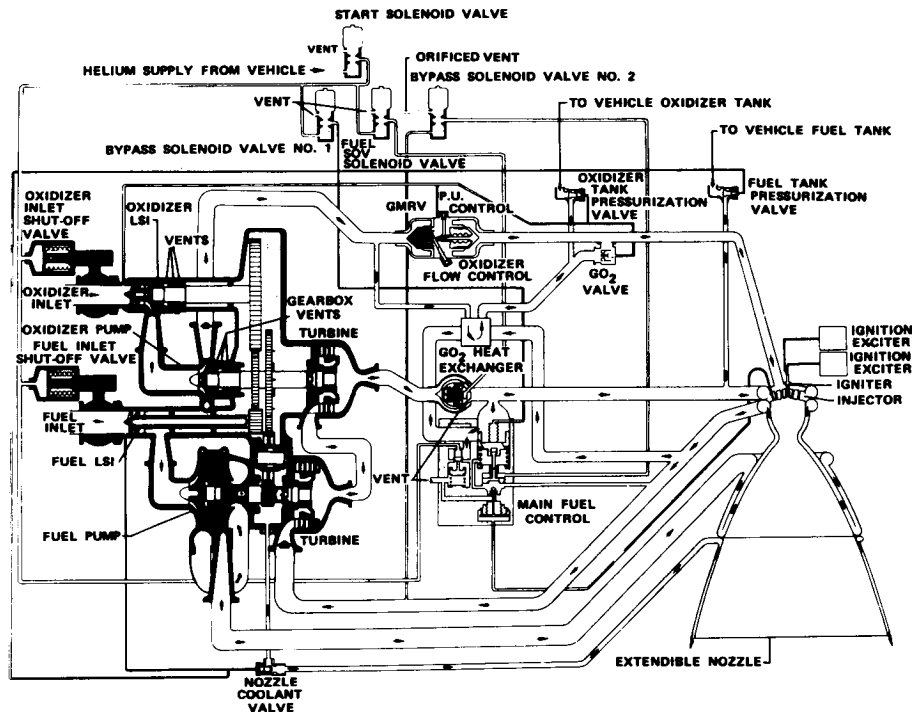 START SOLENOID VALVE
VENT
HELIUM SUPPLY FROM VEHICLE
ORIFICED VENT
BYPASS SOLENOID VALVE NO. 2
VENT
TO VEHICLE OXIDIZER TANK
TO VEHICLE FUEL TANK
BYPASS SOLENOID VALVE NO. 1
FUEL
SOV
SOLENOID VALVE
OXIDIZER
INLET
SHUT-OFF
VALVE
OXIDIZER
LSI
VENTS
GMRV
P.U.
CONTROL
OXIDIZER
TANK
PRESSURIZATION
VALVE
FUEL TANK
PRESSURIZATION
VALVE
OXIDIZER
FLOW CONTROL
GO2
VALVE
OXIDIZER
INLET
GEARBOX
VENTS
TURBINE
OXIDIZER PUMP
FUEL INLET
SHUT-OFF VALVE
GO2 HEAT
EXCHANGER
IGNITION
EXCITER
IGNITION
EXCITER
IGNITER
INJECTOR
FUEL
INLET
FUEL LSI
VENT
MAIN FUEL
CONTROL
FUEL PUMP
TURBINE
EXTENDIBLE NOZZLE
NOZZLE
COOLANT
VALVE